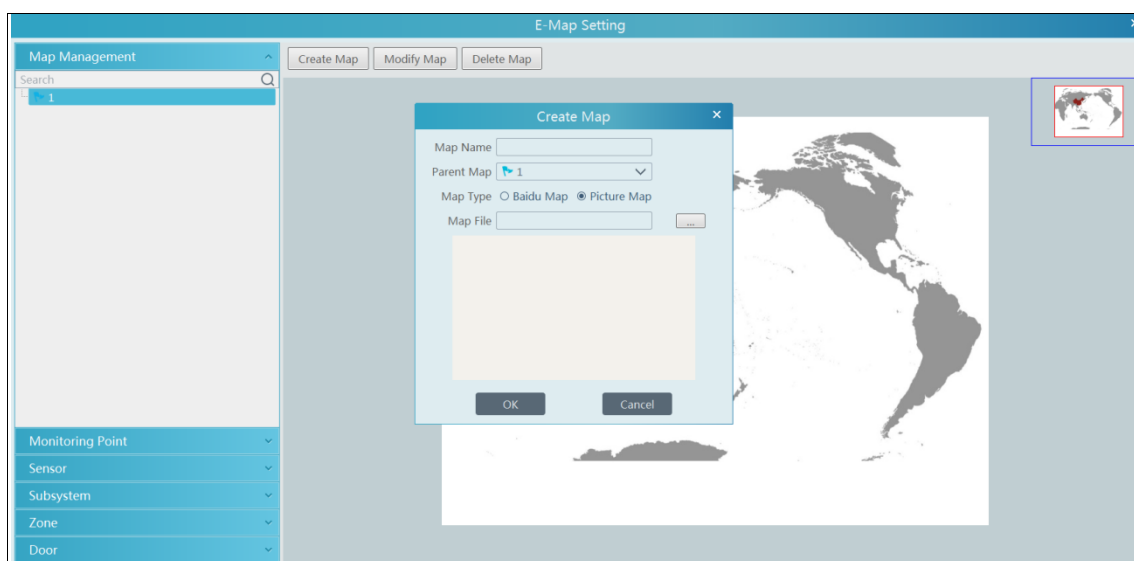 E-Map Setting
Map Management
Search
1
Create Map
Modify Map
Delete Map
Create Map
Map Name
Parent Map 1
Map Type Baidu Map Picture Map
Map File ...
OK Cancel
Monitoring Point
Sensor
Subsystem
Zone
Door